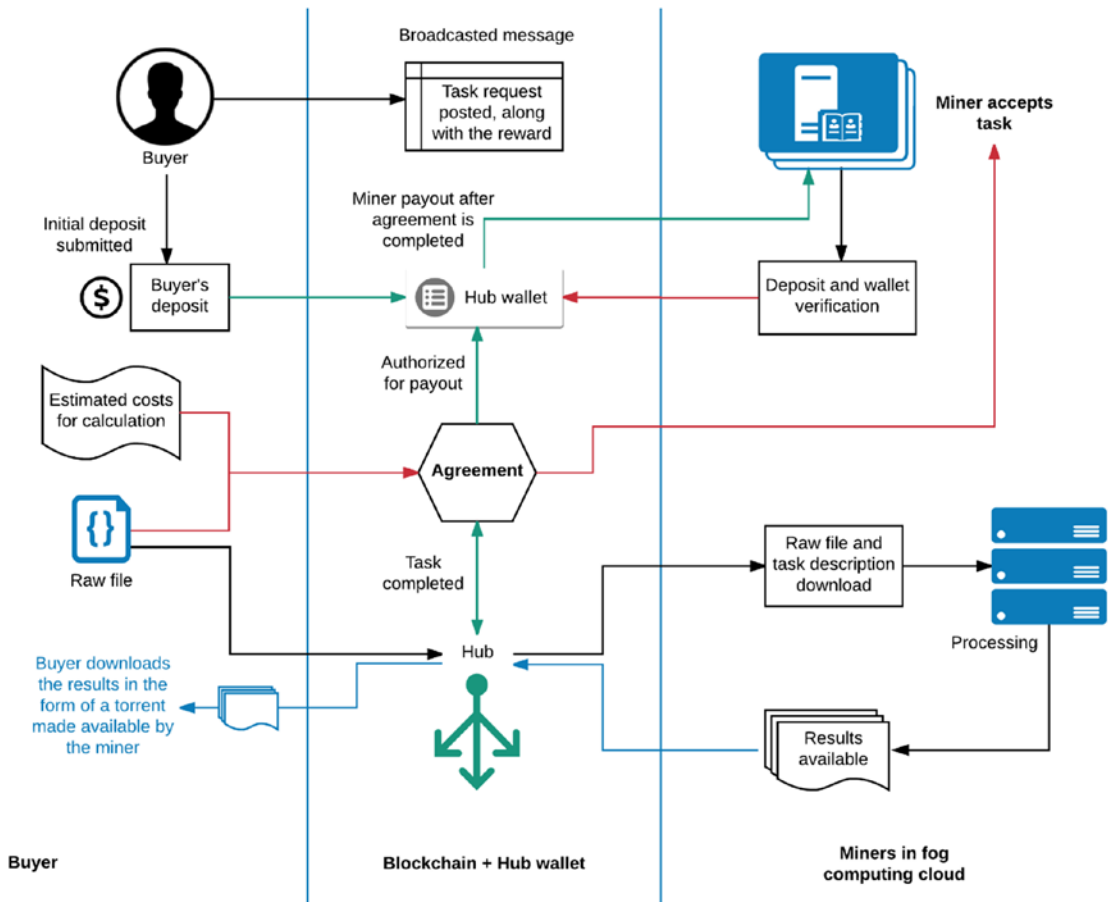 Broadcasted message
Task request
posted, along
with the reward
Buyer
Miner accepts
task
Initial deposit
submitted
$
Buyer's
deposit
Miner payout after
agreement is
completed
Hub wallet
Deposit and wallet
verification
Authorized
for payout
Estimated costs
for calculation
Agreement
{}
Raw file
Task
completed
Raw file and
task description
download
Processing
Hub
Buyer downloads
the results in the
form of a torrent
made available by
the miner
Results
available
Buyer
Blockchain + Hub wallet
Miners in fog
computing cloud